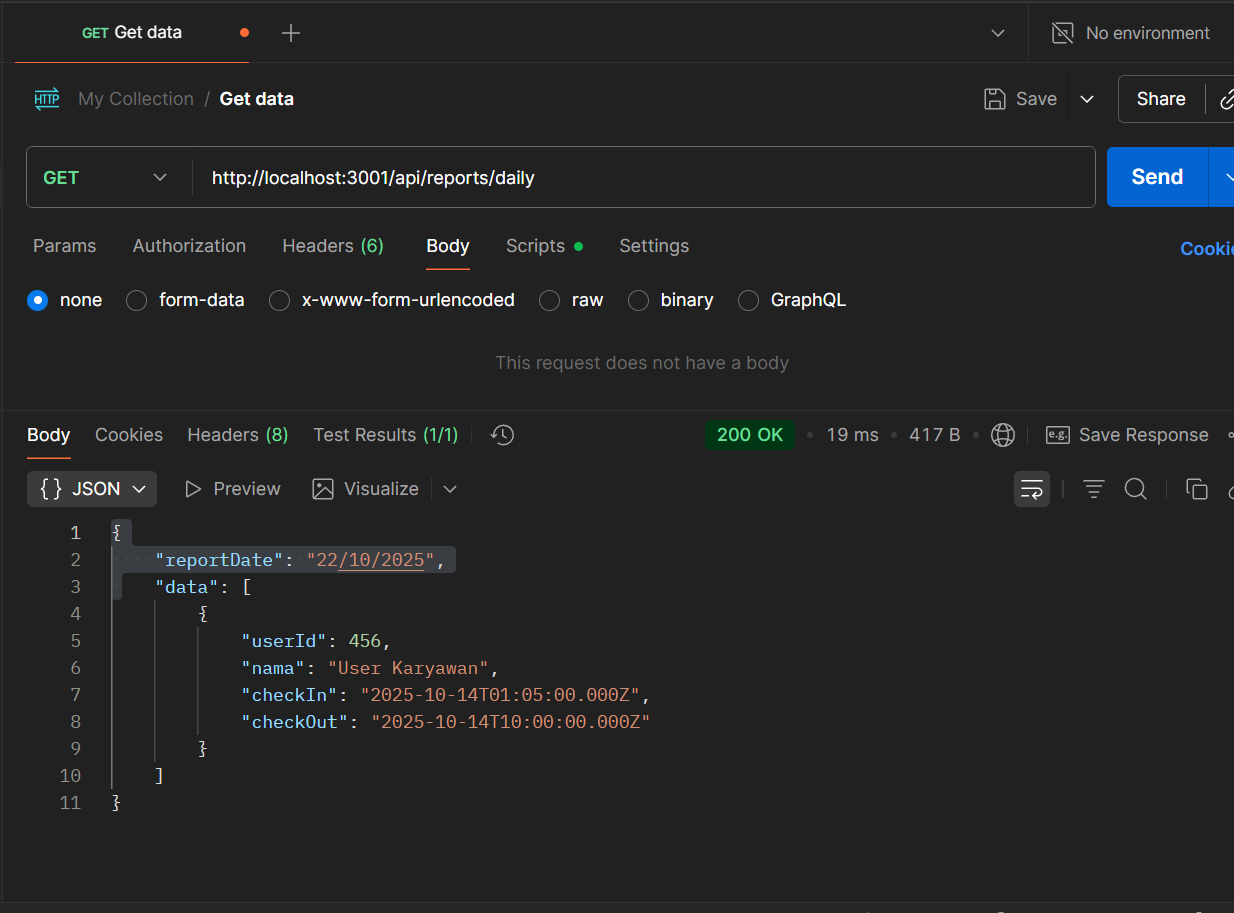 GET Get data
No environment
HTTP My Collection / Get data
Save
Share
GET http://localhost:3001/api/reports/daily
Send
Params Authorization Headers (6) Body Scripts Settings
none form-data x-www-form-urlencoded raw binary GraphQL
This request does not have a body
Body Cookies Headers (8) Test Results (1/1) 200 OK • 19 ms • 417 B • e.g. Save Response
{} JSON Preview Visualize
1 {
2 "reportDate": "22/10/2025",
3 "data": [
4 {
5 "userId": 456,
6 "nama": "User Karyawan",
7 "checkIn": "2025-10-14T01:05:00.000Z",
8 "checkOut": "2025-10-14T10:00:00.000Z"
9 }
10 ]
11 }